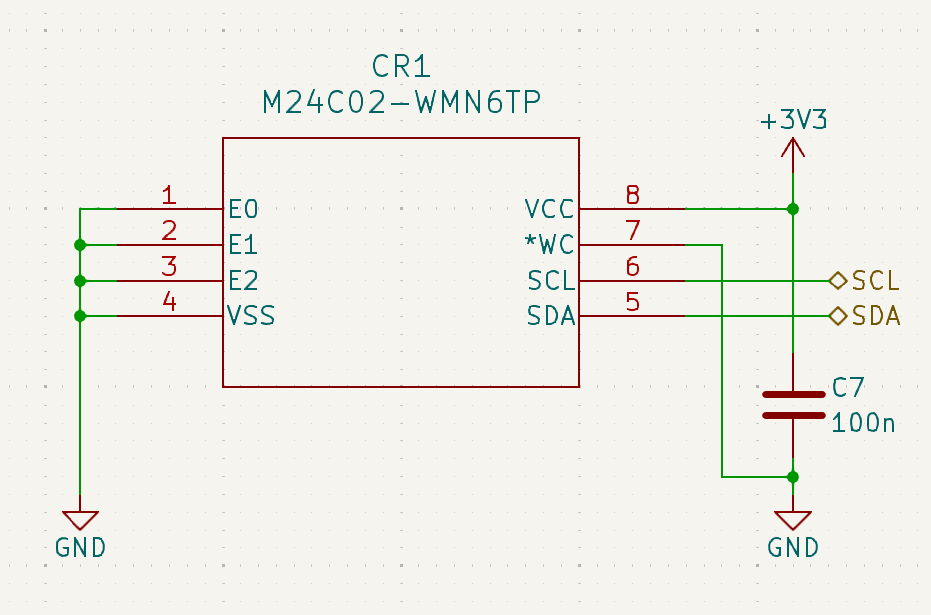 CR1
M24C02-WMN6TP
+3V3
1 E0 VCC 8
2 E1 *WC 7
3 E2 SCL 6 SCL
4 VSS SDA 5 SDA
C7
100n
GND GND